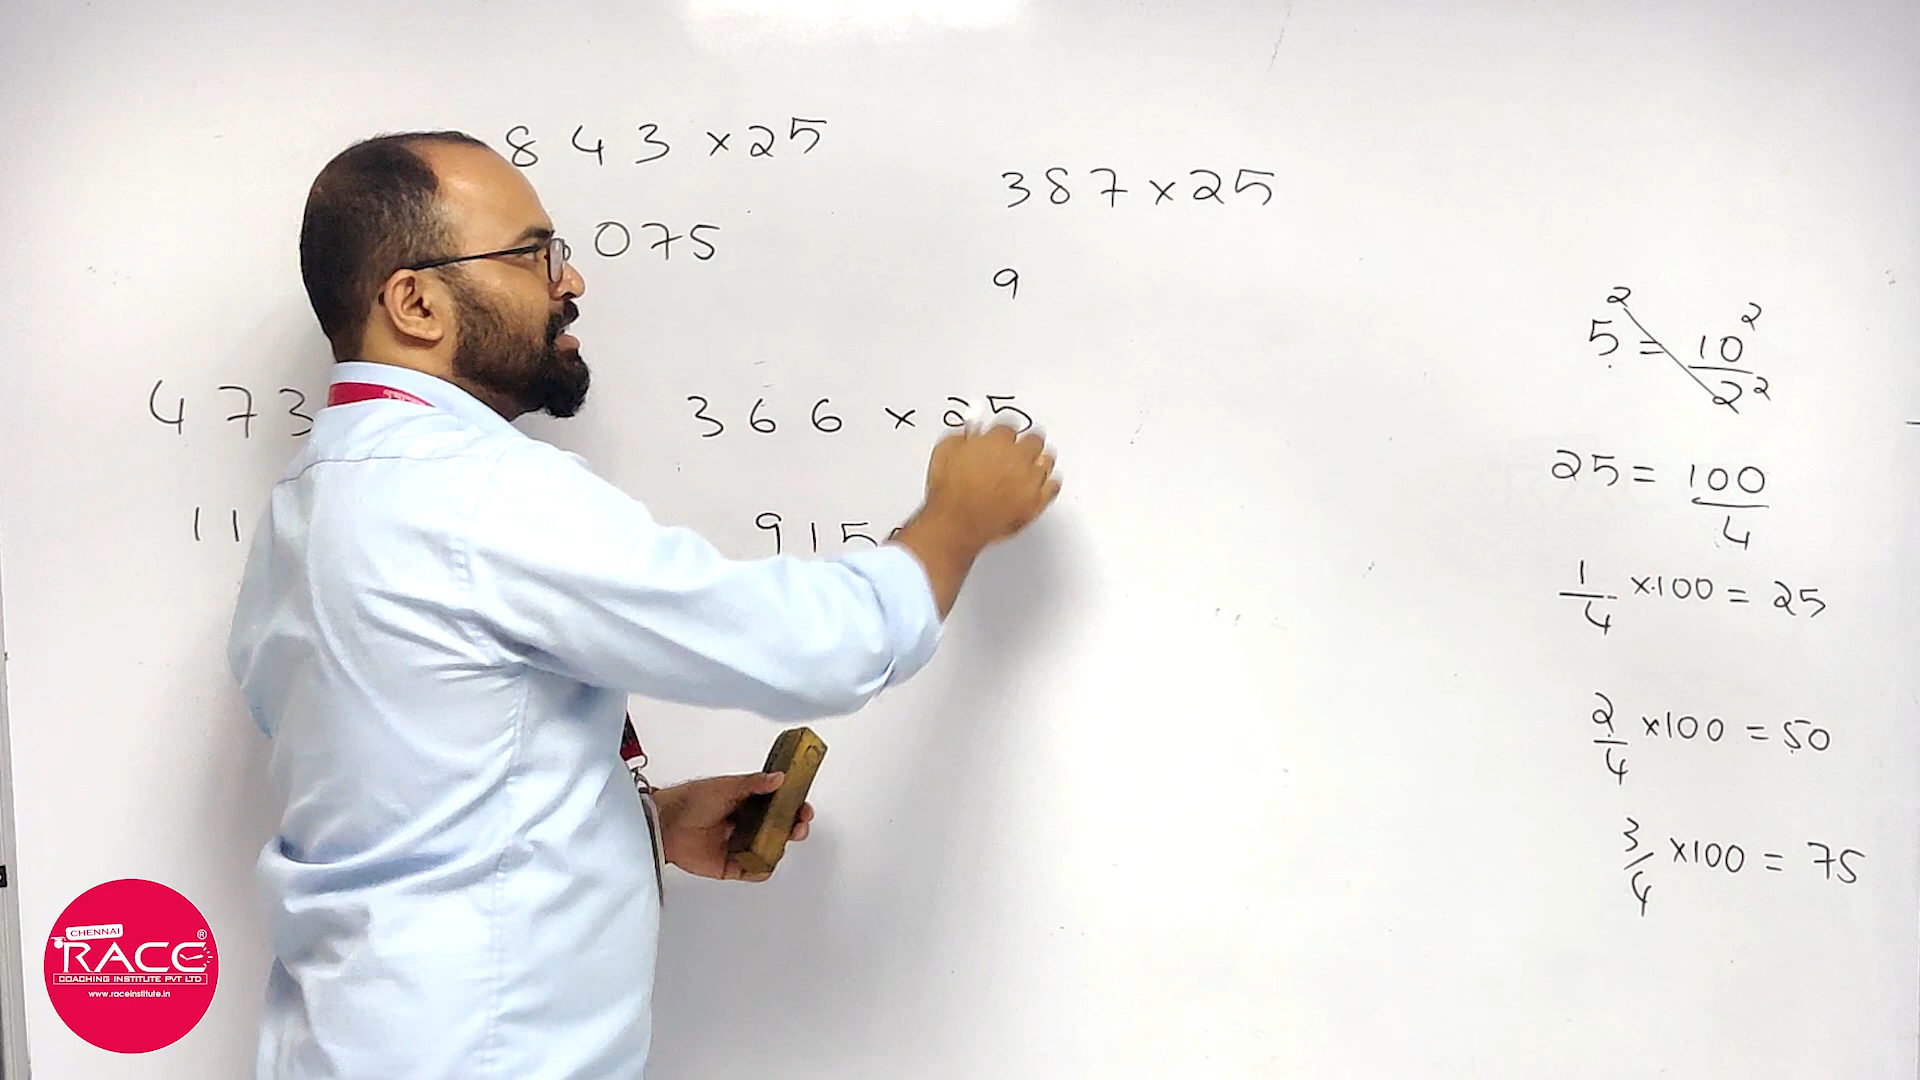 843 × 25
075
387 × 25
9
473
366 × 25
11
915
5² = 10²/2²
25 = 100/4
1/4 × 100 = 25
2/4 × 100 = 50
3/4 × 100 = 75
CHENNAI
RACE ®
COACHING INSTITUTE PVT LTD
www.raceinstitute.in